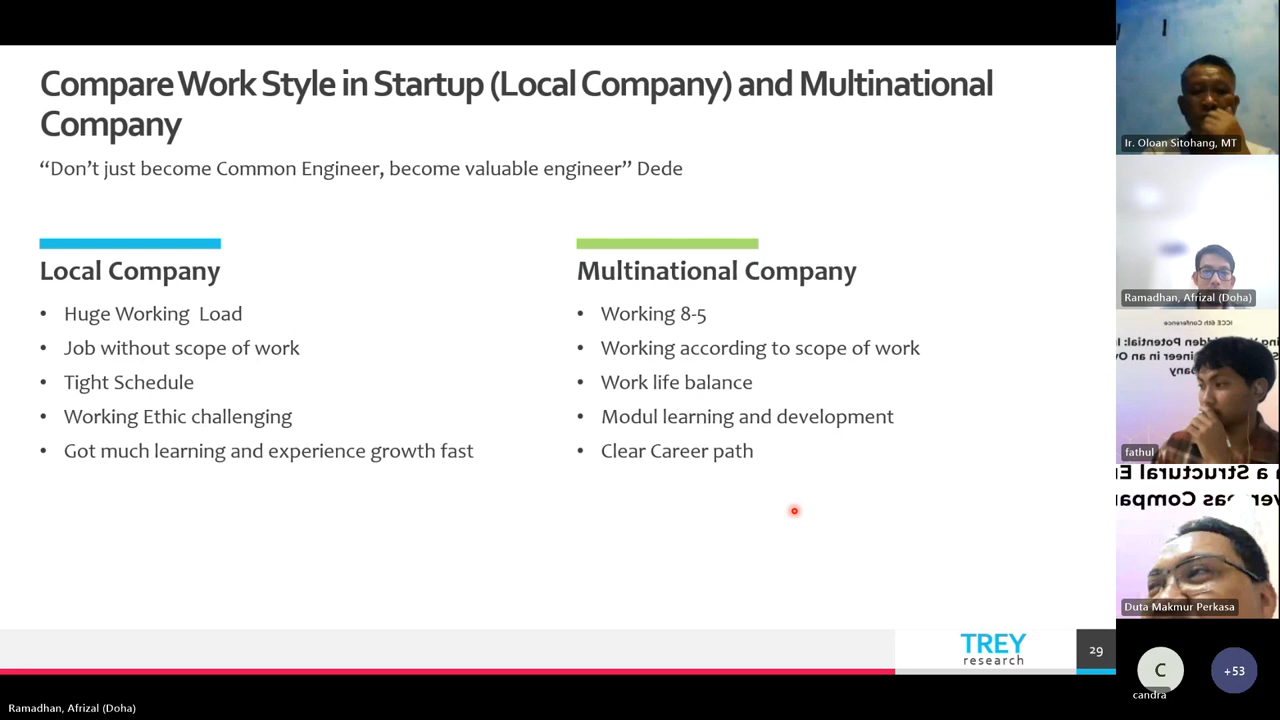 Compare Work Style in Startup (Local Company) and Multinational
Company
“Don’t just become Common Engineer, become valuable engineer” Dede
Local Company
• Huge Working Load
• Job without scope of work
• Tight Schedule
• Working Ethic challenging
• Got much learning and experience growth fast
Multinational Company
• Working 8-5
• Working according to scope of work
• Work life balance
• Modul learning and development
• Clear Career path
TREY
research
29
Ir. Oloan Sitohang, MT
Ramadhan, Afrizal (Doha)
ICCE 6th Conference
fathul
a Structural
Duta Makmur Perkasa
C
candra
+53
Ramadhan, Afrizal (Doha)